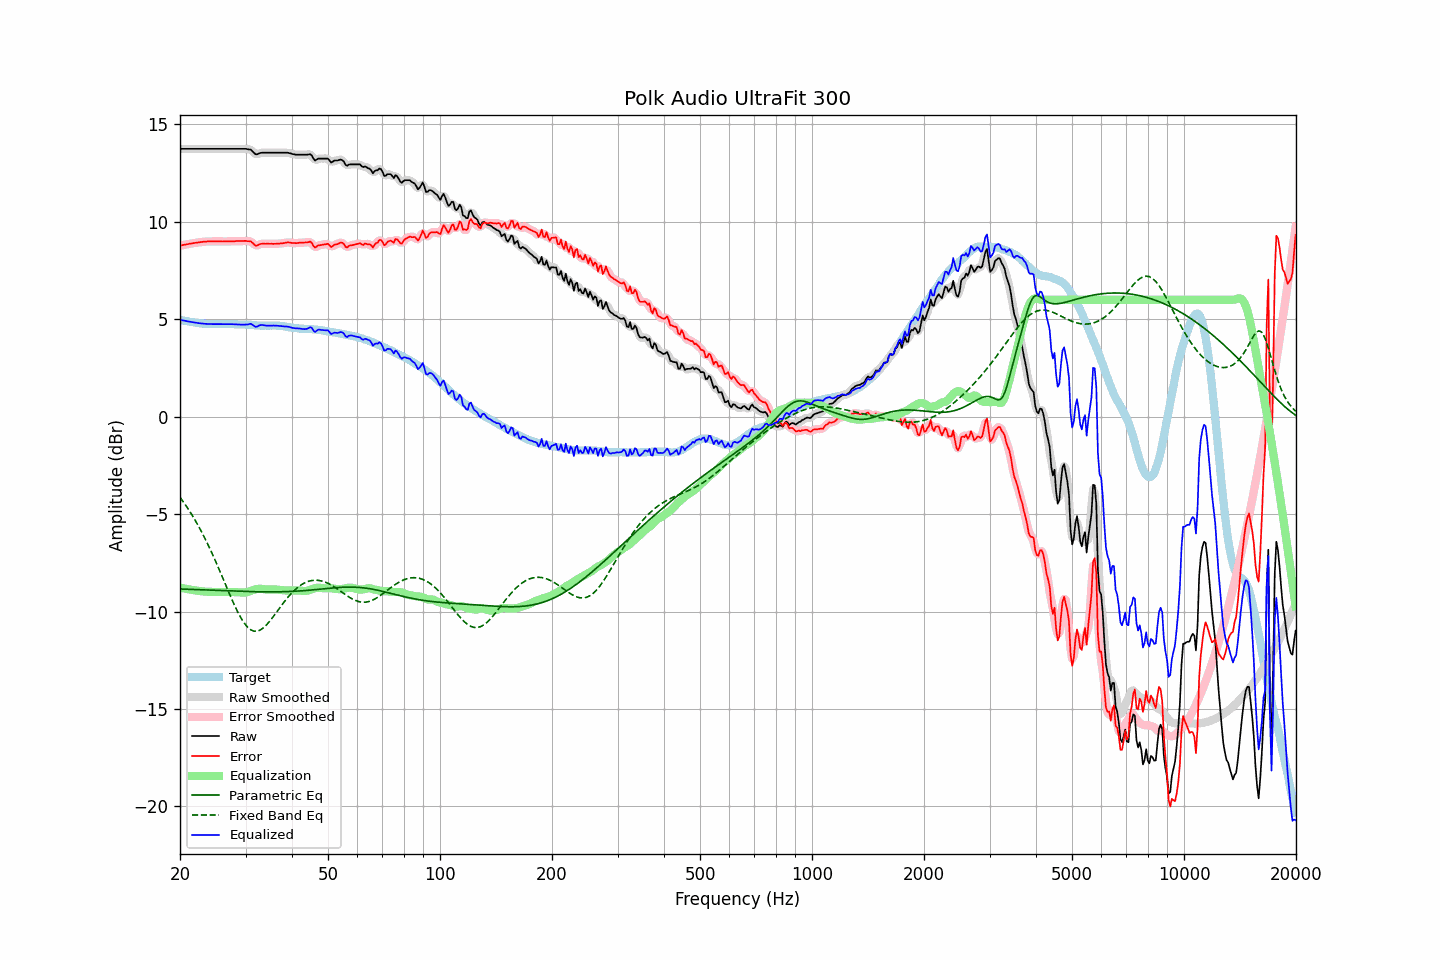 Polk Audio UltraFit 300
Amplitude (dBr)
15
10
5
0
−5
−10
−15
−20
Target
Raw Smoothed
Error Smoothed
Raw
Error
Equalization
Parametric Eq
Fixed Band Eq
Equalized
20 50 100 200 500 1000 2000 5000 10000 20000
Frequency (Hz)